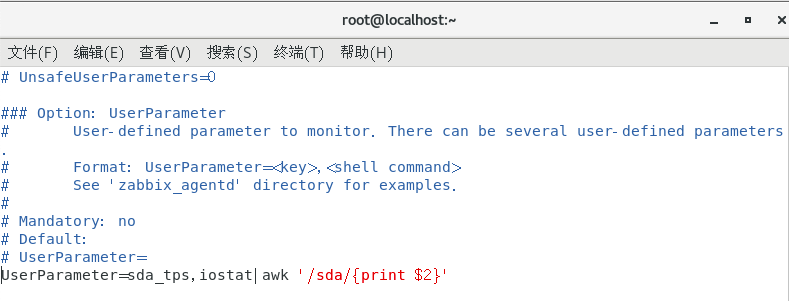 root@localhost:~
文件(F) 编辑(E) 查看(V) 搜索(S) 终端(T) 帮助(H)
# UnsafeUserParameters=0
### Option: UserParameter
# User-defined parameter to monitor. There can be several user-defined parameters
.
# Format: UserParameter=<key>,<shell command>
# See 'zabbix_agentd' directory for examples.
#
# Mandatory: no
# Default:
# UserParameter=
UserParameter=sda_tps,iostat|awk '/sda/{print $2}'